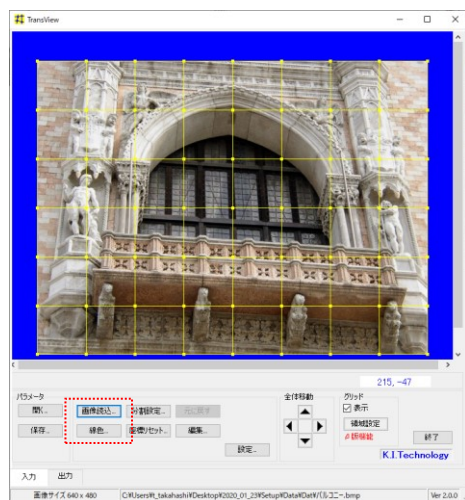 TransView
215, -47
パラメータ
開く...
画像読込...
分割設定...
元に戻す
保存...
線色...
座標リセット...
編集...
設定...
全体移動
グリッド
表示
領域設定
β版機能
終了
K.I.Technology
入力
出力
画像サイズ 640 x 480
C:¥Users¥t_takahashi¥Desktop¥2020_01_23¥Setup¥Data¥Dat¥バルコニー.bmp
Ver 2.0.0